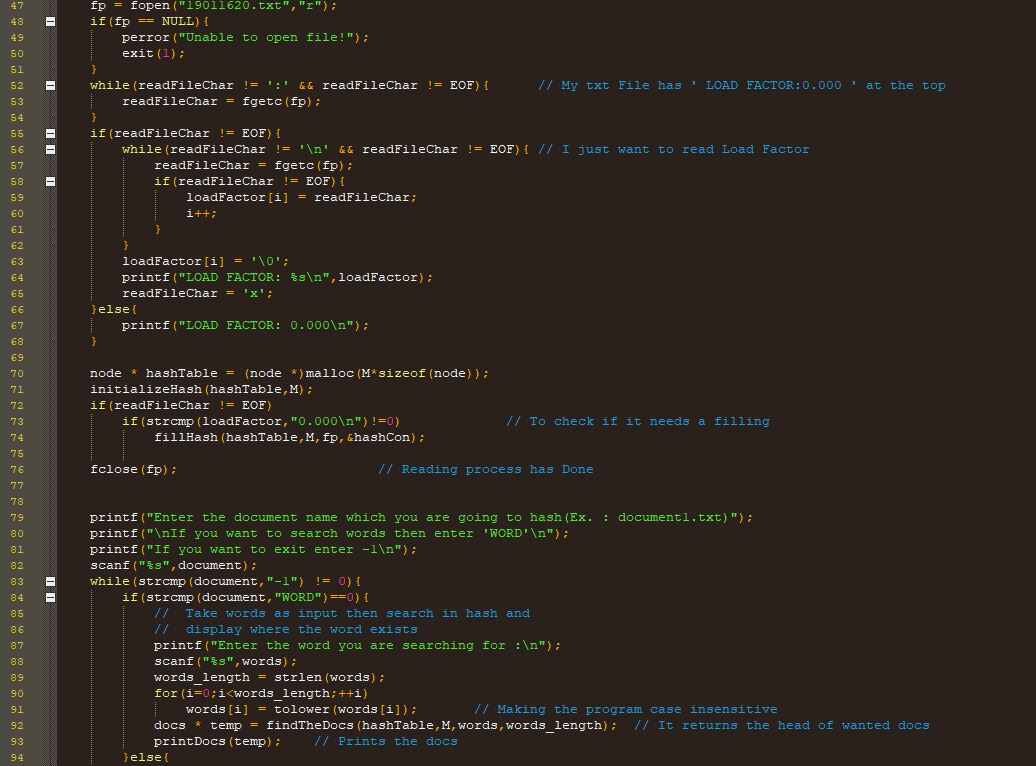 47 fp = fopen("19011620.txt","r");
48 if(fp == NULL){
49 perror("Unable to open file!");
50 exit(1);
51 }
52 while(readFileChar != ':' && readFileChar != EOF){ // My txt File has ' LOAD FACTOR:0.000 ' at the top
53 readFileChar = fgetc(fp);
54 }
55 if(readFileChar != EOF){
56 while(readFileChar != '\n' && readFileChar != EOF){ // I just want to read Load Factor
57 readFileChar = fgetc(fp);
58 if(readFileChar != EOF){
59 loadFactor[i] = readFileChar;
60 i++;
61 }
62 }
63 loadFactor[i] = '\0';
64 printf("LOAD FACTOR: %s\n",loadFactor);
65 readFileChar = 'x';
66 }else{
67 printf("LOAD FACTOR: 0.000\n");
68 }
69
70 node * hashTable = (node *)malloc(M*sizeof(node));
71 initializeHash(hashTable,M);
72 if(readFileChar != EOF)
73 if(strcmp(loadFactor,"0.000\n")!=0) // To check if it needs a filling
74 fillHash(hashTable,M,fp,&hashCon);
75
76 fclose(fp); // Reading process has Done
77
78
79 printf("Enter the document name which you are going to hash(Ex. : document1.txt)");
80 printf("\nIf you want to search words then enter 'WORD'\n");
81 printf("If you want to exit enter -1\n");
82 scanf("%s",document);
83 while(strcmp(document,"-1") != 0){
84 if(strcmp(document,"WORD")==0){
85 // Take words as input then search in hash and
86 // display where the word exists
87 printf("Enter the word you are searching for :\n");
88 scanf("%s",words);
89 words_length = strlen(words);
90 for(i=0;i<words_length;++i)
91 words[i] = tolower(words[i]); // Making the program case insensitive
92 docs * temp = findTheDocs(hashTable,M,words,words_length); // It returns the head of wanted docs
93 printDocs(temp); // Prints the docs
94 }else{